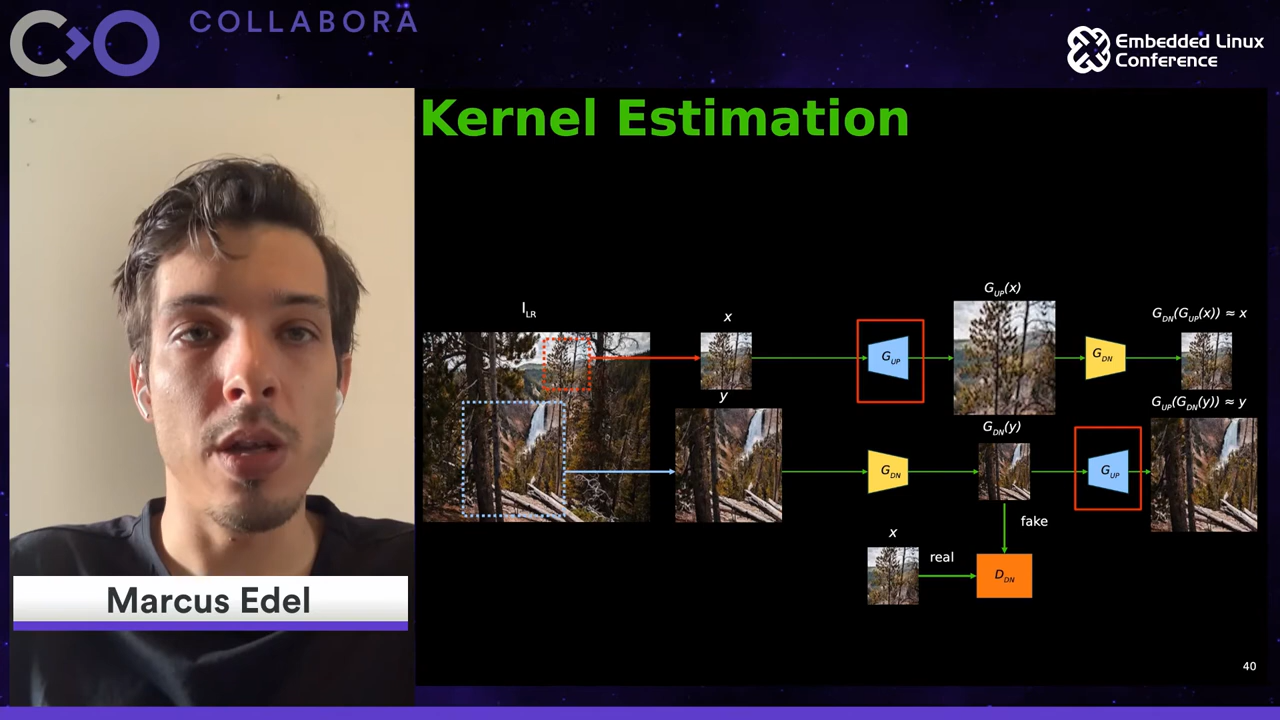 COLLABORA
Embedded Linux
Conference
Kernel Estimation
I_LR
x
G_UP
G_UP(x)
G_DN
G_DN(G_UP(x)) ≈ x
y
G_DN
G_DN(y)
G_UP
G_UP(G_DN(y)) ≈ y
fake
x
real
D_DN
Marcus Edel
40